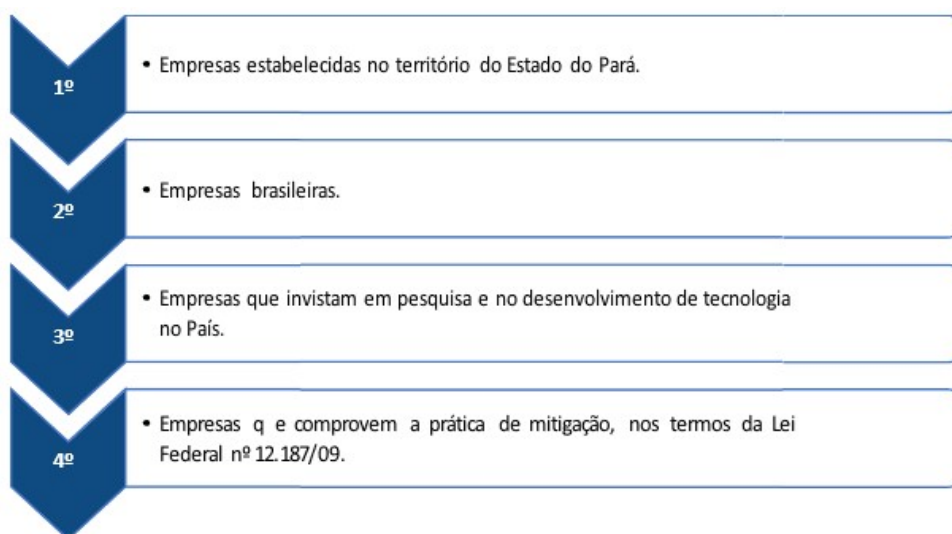 1º
• Empresas estabelecidas no território do Estado do Pará.
2º
• Empresas brasileiras.
3º
• Empresas que invistam em pesquisa e no desenvolvimento de tecnologia
no País.
4º
• Empresas q e comprovem a prática de mitigação, nos termos da Lei
Federal nº 12.187/09.